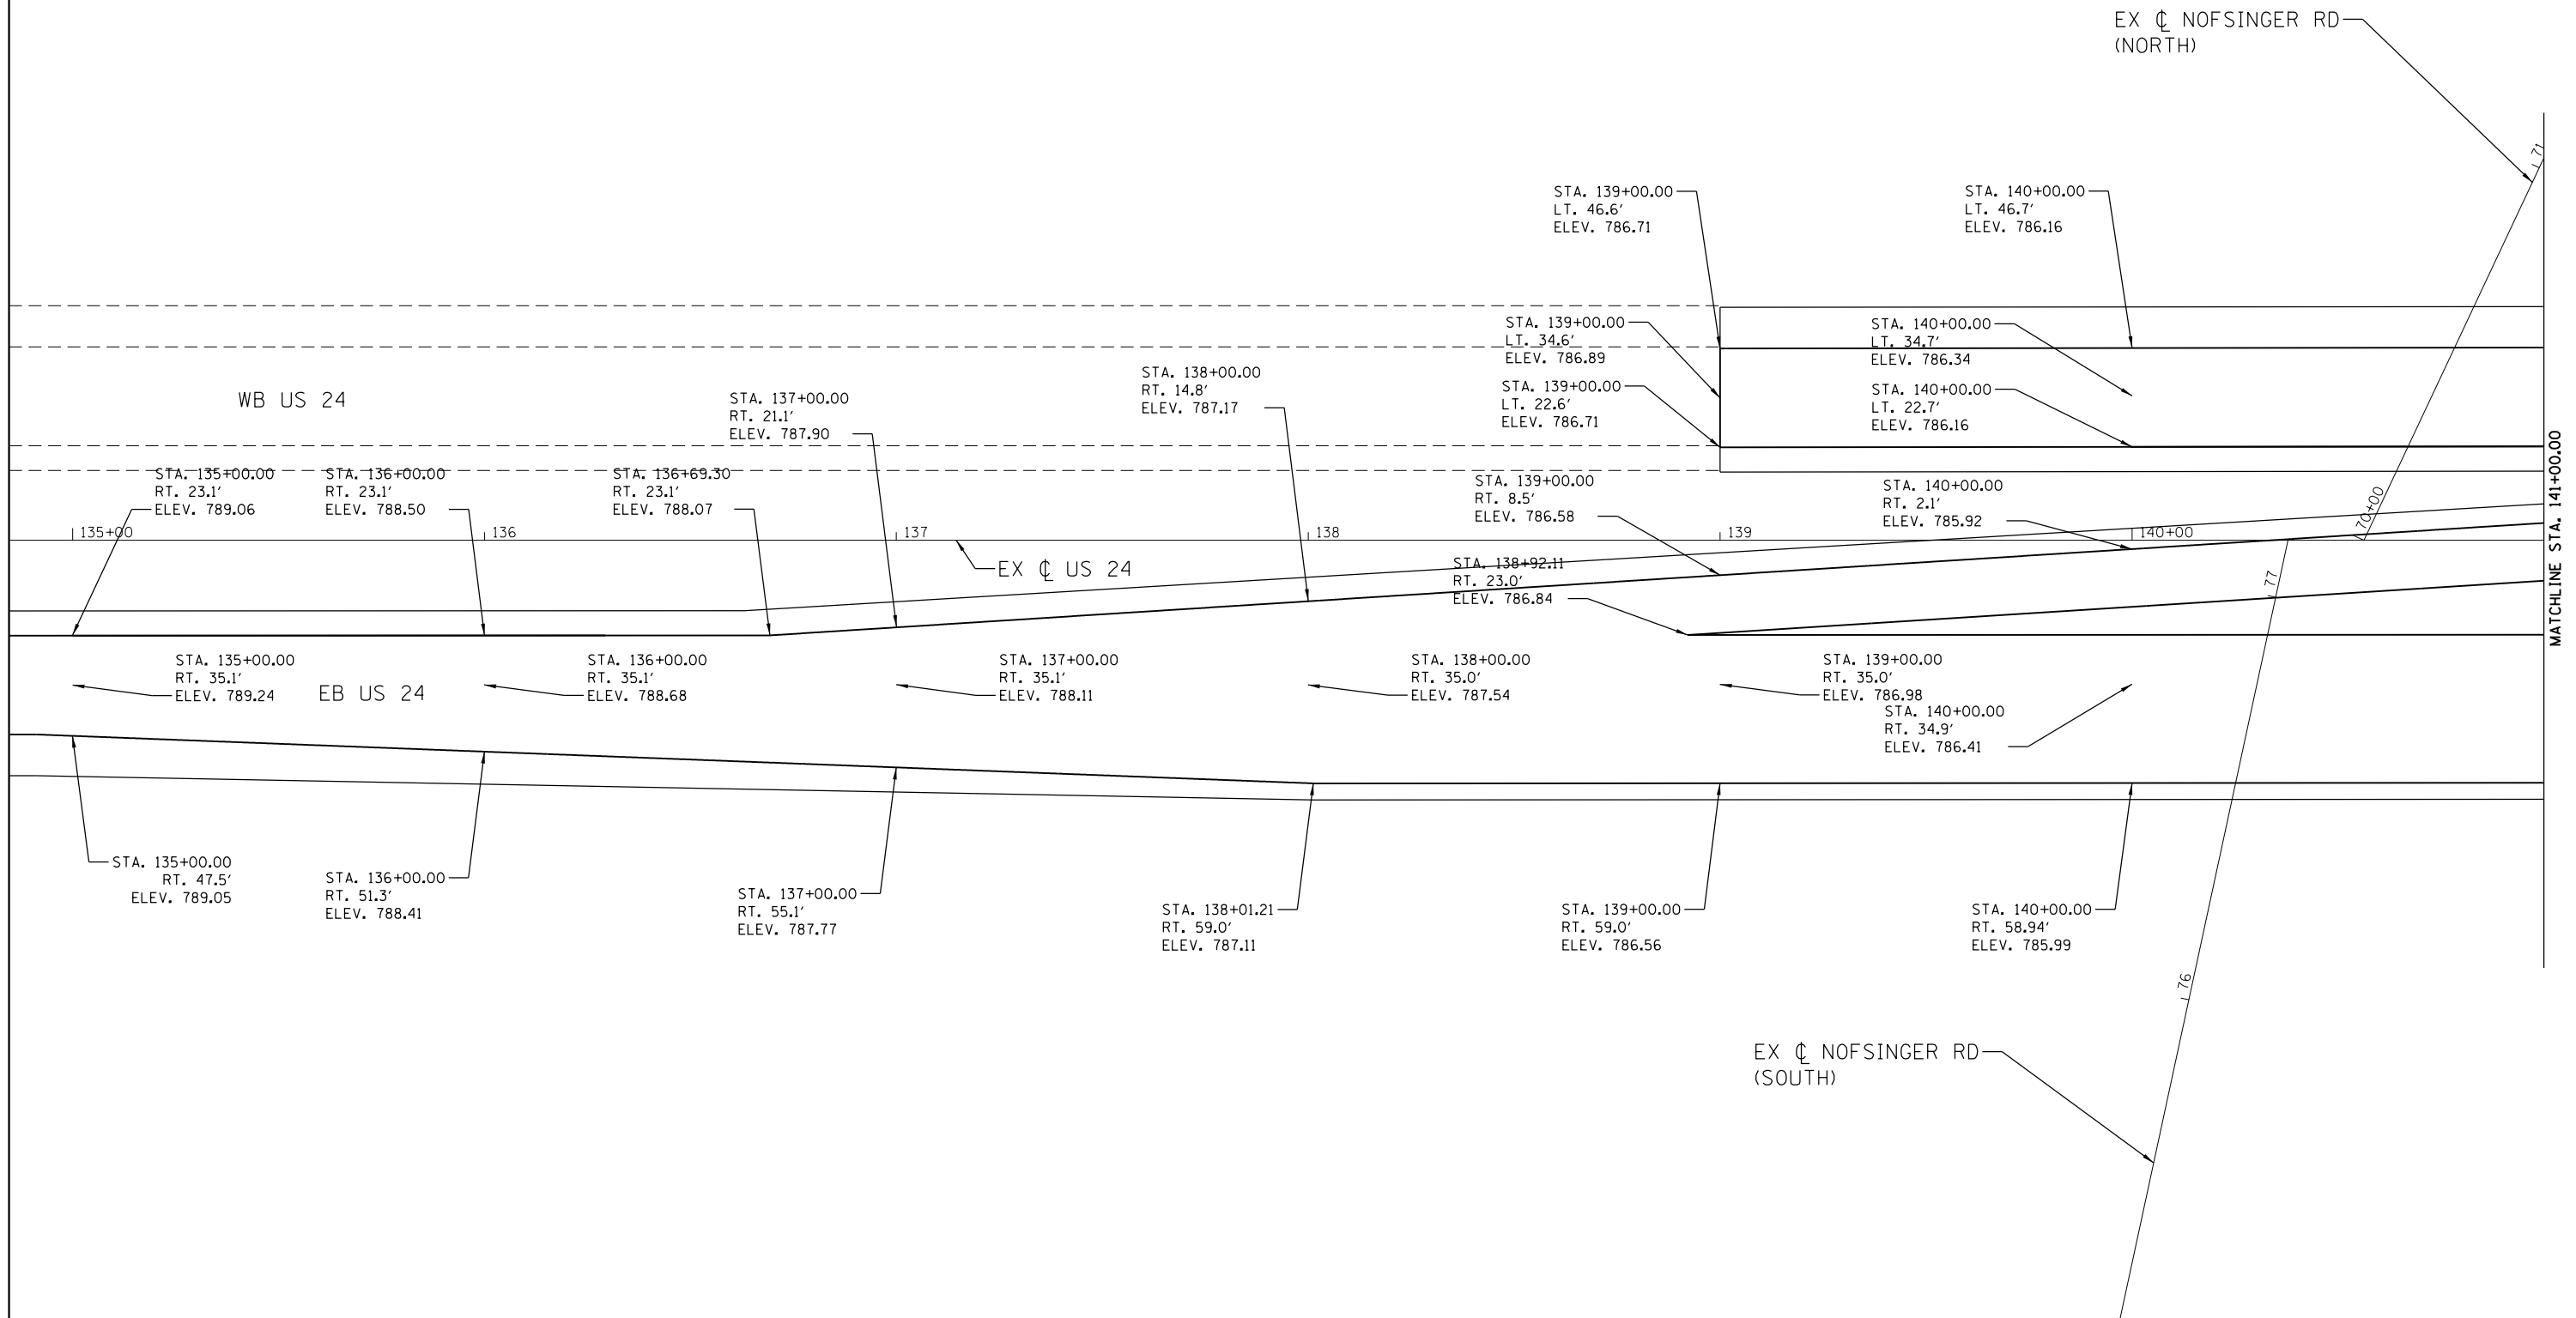 EX ℄ NOFSINGER RD
(NORTH)
71
STA. 139+00.00
LT. 46.6′
ELEV. 786.71
STA. 140+00.00
LT. 46.7′
ELEV. 786.16
STA. 139+00.00
LT. 34.6′
ELEV. 786.89
STA. 140+00.00
LT. 34.7′
ELEV. 786.34
WB US 24
STA. 137+00.00
RT. 21.1′
ELEV. 787.90
STA. 138+00.00
RT. 14.8′
ELEV. 787.17
STA. 139+00.00
LT. 22.6′
ELEV. 786.71
STA. 140+00.00
LT. 22.7′
ELEV. 786.16
STA. 135+00.00
RT. 23.1′
ELEV. 789.06
STA. 136+00.00
RT. 23.1′
ELEV. 788.50
STA. 136+69.30
RT. 23.1′
ELEV. 788.07
STA. 139+00.00
RT. 8.5′
ELEV. 786.58
STA. 140+00.00
RT. 2.1′
ELEV. 785.92
70+00
MATCHLINE STA. 141+00.00
135+00
136
137
138
139
140+00
EX ℄ US 24
STA. 138+92.11
RT. 23.0′
ELEV. 786.84
77
STA. 135+00.00
RT. 35.1′
ELEV. 789.24
EB US 24
STA. 136+00.00
RT. 35.1′
ELEV. 788.68
STA. 137+00.00
RT. 35.1′
ELEV. 788.11
STA. 138+00.00
RT. 35.0′
ELEV. 787.54
STA. 139+00.00
RT. 35.0′
ELEV. 786.98
STA. 140+00.00
RT. 34.9′
ELEV. 786.41
STA. 135+00.00
RT. 47.5′
ELEV. 789.05
STA. 136+00.00
RT. 51.3′
ELEV. 788.41
STA. 137+00.00
RT. 55.1′
ELEV. 787.77
STA. 138+01.21
RT. 59.0′
ELEV. 787.11
STA. 139+00.00
RT. 59.0′
ELEV. 786.56
STA. 140+00.00
RT. 58.94′
ELEV. 785.99
76
EX ℄ NOFSINGER RD
(SOUTH)